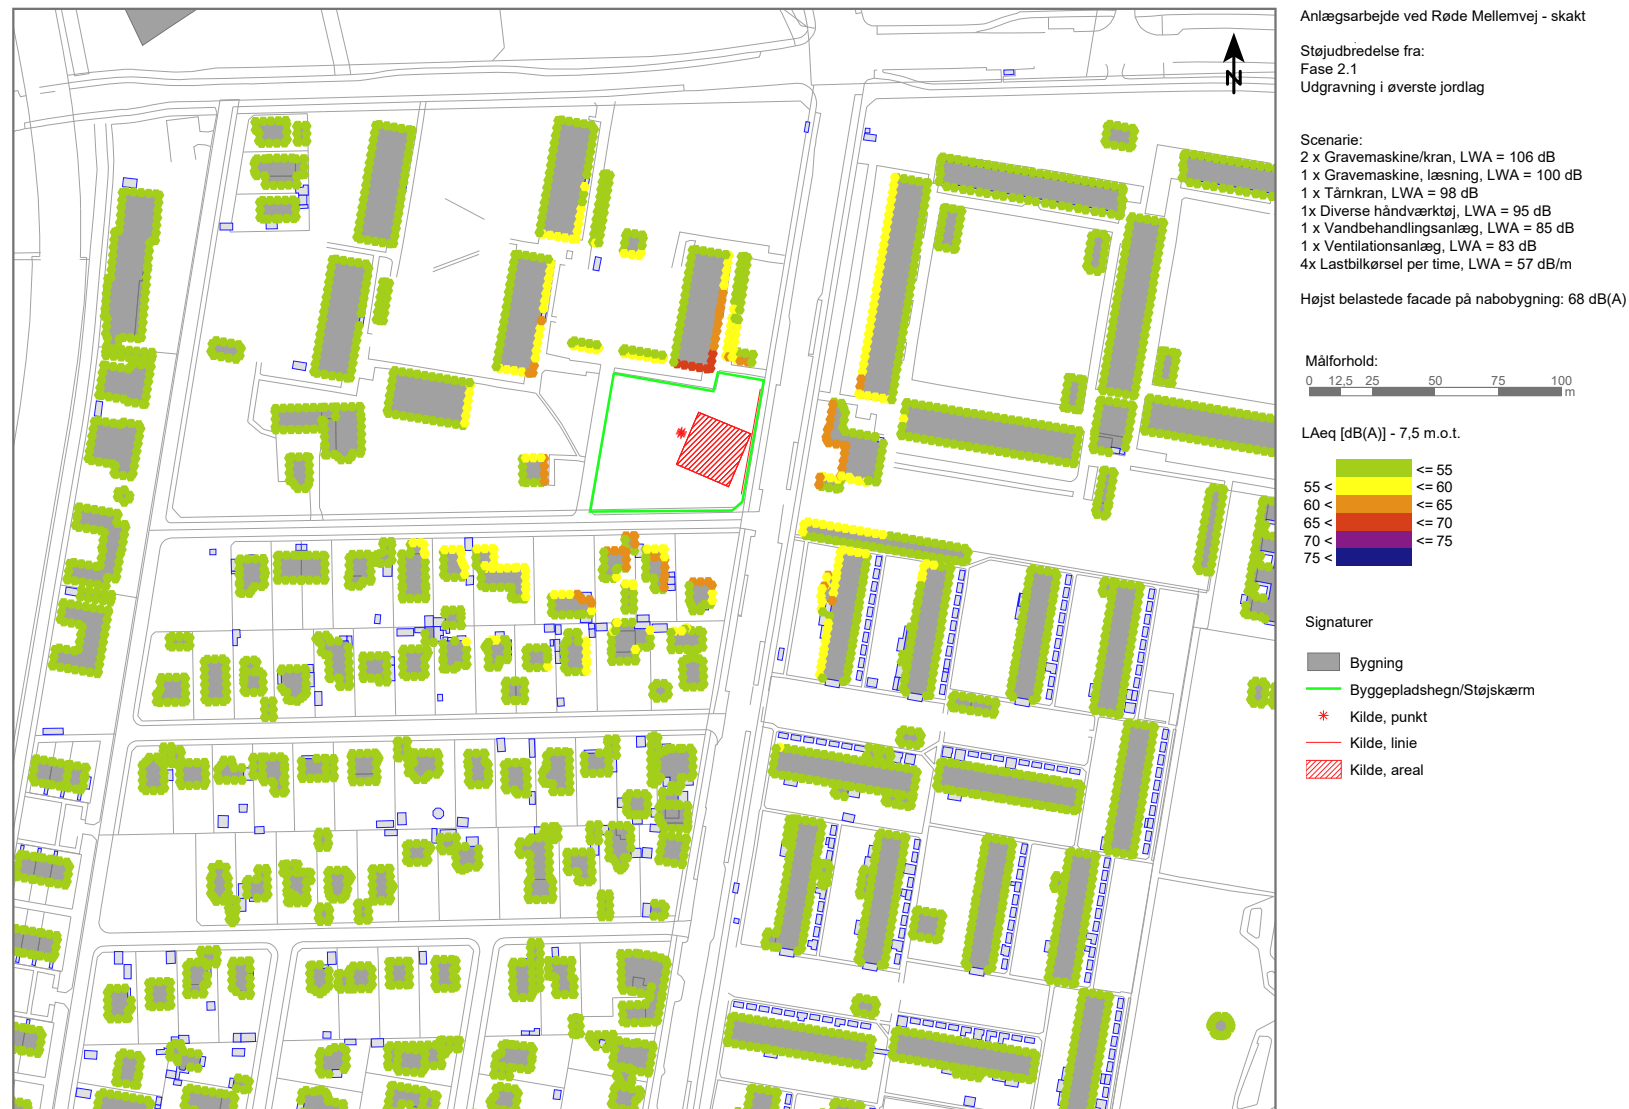 Anlægsarbejde ved Røde Mellemvej - skakt
Støjudbredelse fra:
Fase 2.1
Udgravning i øverste jordlag
Scenarie:
2 x Gravemaskine/kran, LWA = 106 dB
1 x Gravemaskine, læsning, LWA = 100 dB
1 x Tårnkran, LWA = 98 dB
1x Diverse håndværktøj, LWA = 95 dB
1 x Vandbehandlingsanlæg, LWA = 85 dB
1 x Ventilationsanlæg, LWA = 83 dB
4x Lastbilkørsel per time, LWA = 57 dB/m
Højst belastede facade på nabobygning: 68 dB(A)
Målforhold:
0 12,5 25 50 75 100
m
LAeq [dB(A)] - 7,5 m.o.t.
<= 55
55 < <= 60
60 < <= 65
65 < <= 70
70 < <= 75
75 <
Signaturer
Bygning
Byggepladshegn/Støjskærm
Kilde, punkt
Kilde, linie
Kilde, areal
N